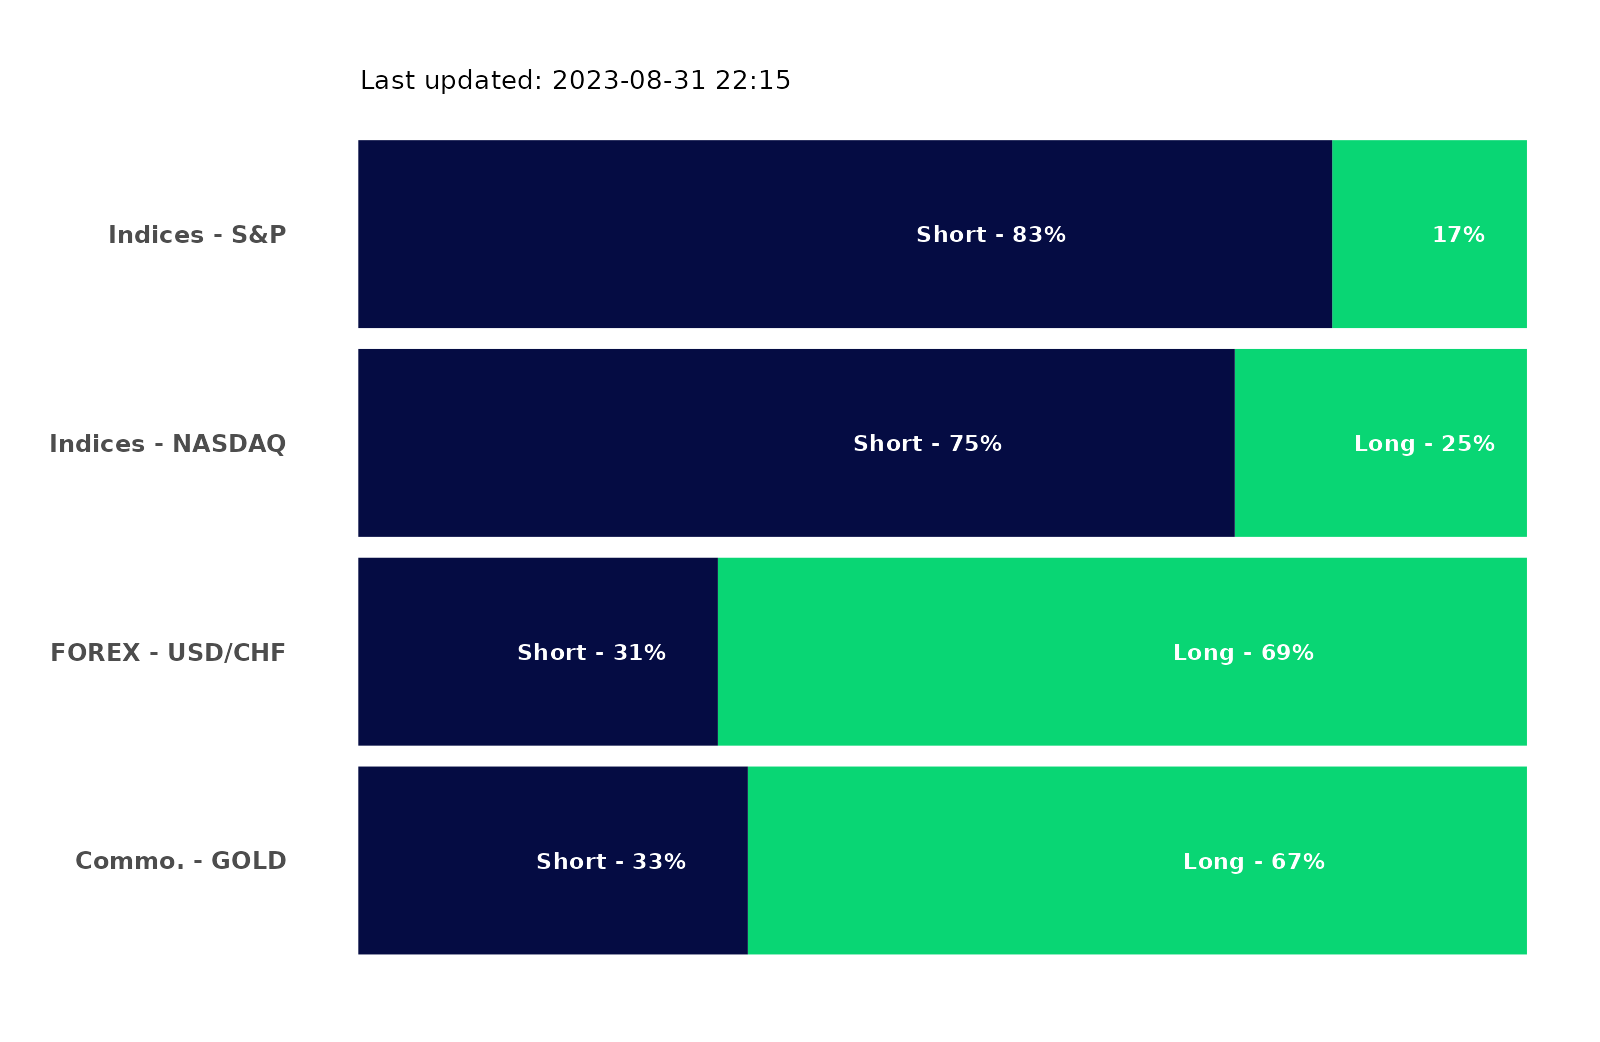 Last updated: 2023-08-31 22:15
Indices - S&P Short - 83% 17%
Indices - NASDAQ Short - 75% Long - 25%
FOREX - USD/CHF Short - 31% Long - 69%
Commo. - GOLD Short - 33% Long - 67%